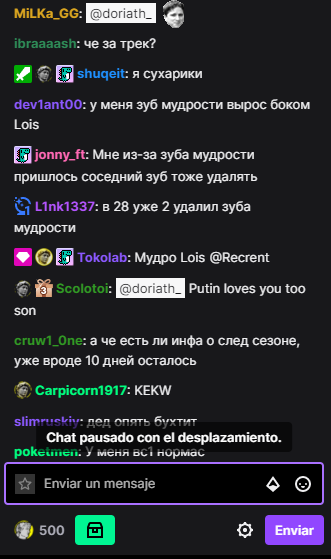 MiLKa_GG: @doriath_
ibraaaash: че за трек?
shuqeit: я сухарики
dev1ant00: у меня зуб мудрости вырос боком
Lois
jonny_ft: Мне из-за зуба мудрости
пришлось соседний зуб тоже удалять
L1nk1337: в 28 уже 2 удалил зуба
мудрости
Tokolab: Мудро Lois @Recrent
3 Scolotoi: @doriath_ Putin loves you too
son
cruw1_0ne: а че есть ли инфа о след сезоне,
уже вроде 10 дней осталось
Carpicorn1917: KEKW
slimruskiy: дед опять бухтит
Chat pausado con el desplazamiento.
poketmen: У меня вс1 нормас
Enviar un mensaje
500
Enviar